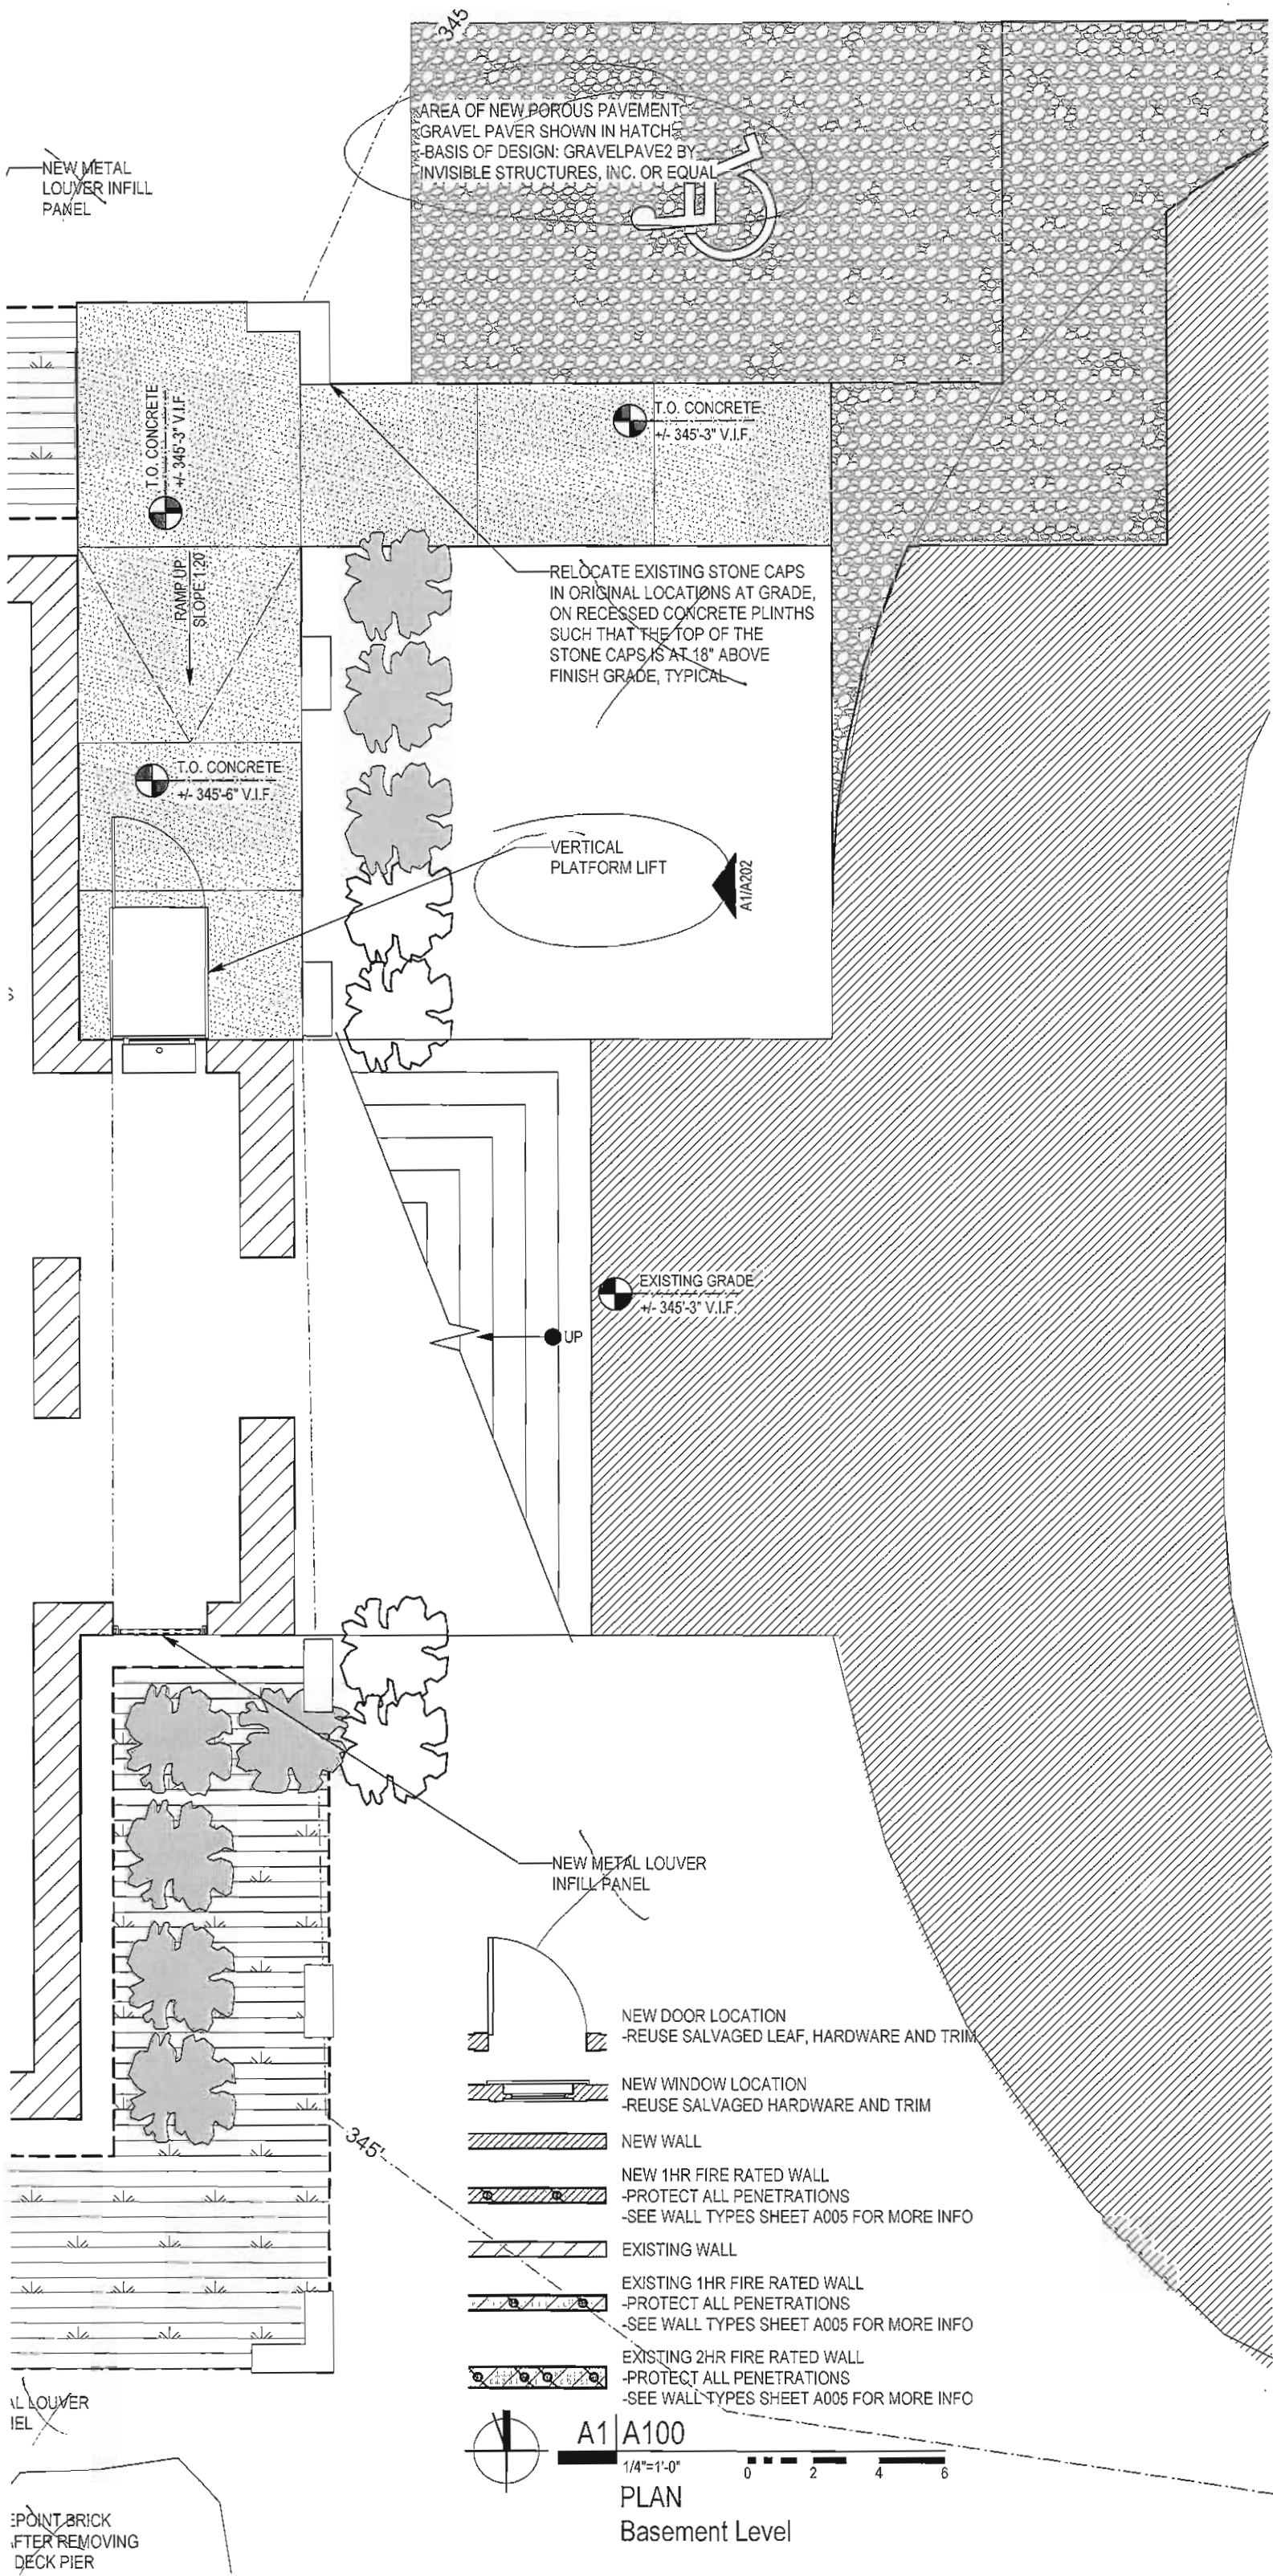 345
AREA OF NEW POROUS PAVEMENT
GRAVEL PAVER SHOWN IN HATCH
-BASIS OF DESIGN: GRAVELPAVE2 BY
INVISIBLE STRUCTURES, INC. OR EQUAL
NEW METAL
LOUVER INFILL
PANEL
T.O. CONCRETE
+/- 345'-3" V.I.F.
T.O. CONCRETE
+/- 345'-3" V.I.F.
RAMP UP
SLOPE 1:20
RELOCATE EXISTING STONE CAPS
IN ORIGINAL LOCATIONS AT GRADE,
ON RECESSED CONCRETE PLINTHS
SUCH THAT THE TOP OF THE
STONE CAPS IS AT 18" ABOVE
FINISH GRADE, TYPICAL
T.O. CONCRETE
+/- 345'-6" V.I.F.
VERTICAL
PLATFORM LIFT
A1/A202
EXISTING GRADE
+/- 345'-3" V.I.F.
UP
NEW METAL LOUVER
INFILL PANEL
NEW DOOR LOCATION
-REUSE SALVAGED LEAF, HARDWARE AND TRIM
NEW WINDOW LOCATION
-REUSE SALVAGED HARDWARE AND TRIM
NEW WALL
345'
NEW 1HR FIRE RATED WALL
-PROTECT ALL PENETRATIONS
-SEE WALL TYPES SHEET A005 FOR MORE INFO
EXISTING WALL
EXISTING 1HR FIRE RATED WALL
-PROTECT ALL PENETRATIONS
-SEE WALL TYPES SHEET A005 FOR MORE INFO
EXISTING 2HR FIRE RATED WALL
-PROTECT ALL PENETRATIONS
-SEE WALL TYPES SHEET A005 FOR MORE INFO
AL LOUVER
IEL
A1 A100
1/4"=1'-0"
0 2 4 6
PLAN
Basement Level
EPOINT BRICK
AFTER REMOVING
DECK PIER